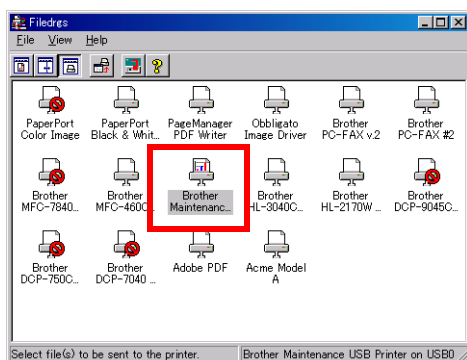 Filedrgs
File View Help
PaperPort Color Image
PaperPort Black & Whit...
PageManager PDF Writer
Obbligato Image Driver
Brother PC-FAX v.2
Brother PC-FAX #2
Brother MFC-7840...
Brother MFC-460C...
Brother Maintenanc...
Brother HL-3040C...
Brother HL-2170W ...
Brother DCP-9045C...
Brother DCP-750C...
Brother DCP-7040 ...
Adobe PDF
Acme Model A
Select file(s) to be sent to the printer.
Brother Maintenance USB Printer on USB0